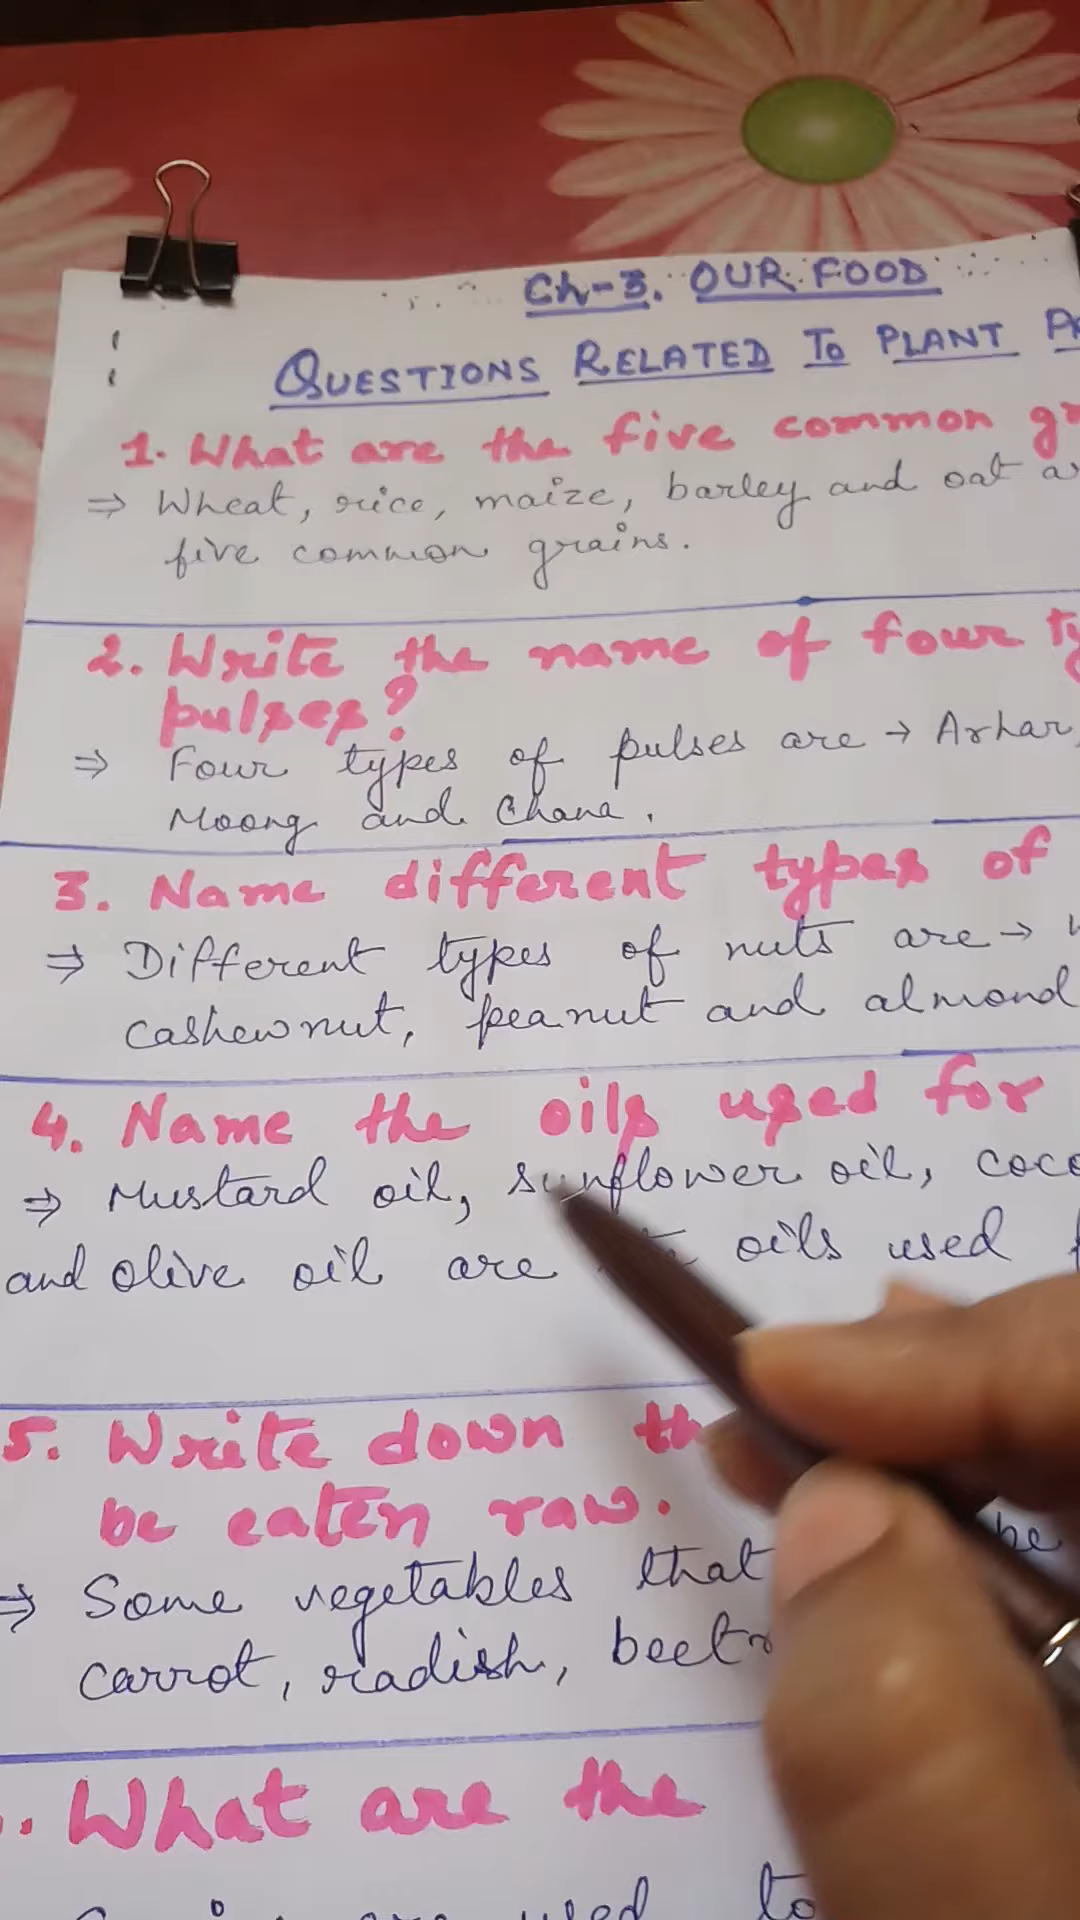 Ch-3. OUR FOOD
QUESTIONS RELATED TO PLANT
1. What are the five common
⇒ Wheat, rice, maize, barley and oat
five common grains.
2. Write the name of four
pulses?
⇒ Four types of pulses are → Arhar,
Moong and Chana.
3. Name different types of
⇒ Different types of nuts are →
cashewnut, peanut and almond
4. Name the oils used for
⇒ Mustard oil, sunflower oil,
and olive oil are oils used
5. Write down
be eaten raw.
⇒ Some vegetables that be
carrot, radish,
What are the
used to